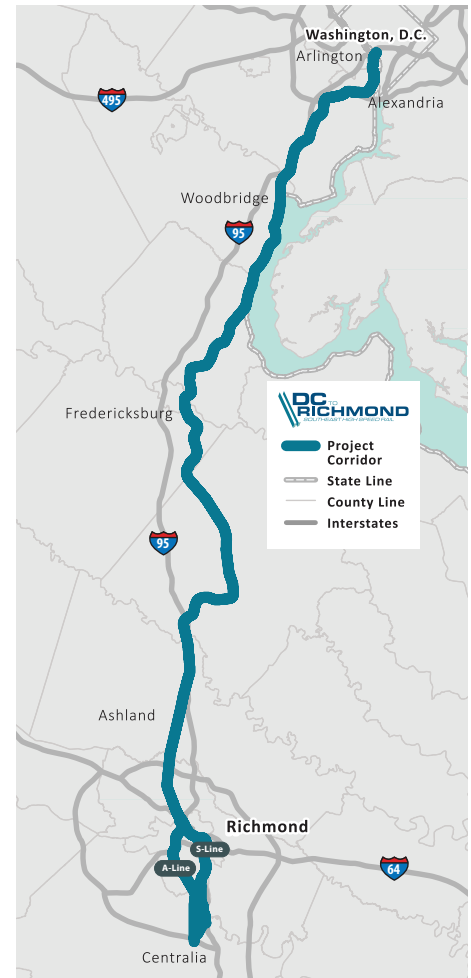 Washington, D.C.
Arlington
495
Alexandria
Woodbridge
95
DC TO
RICHMOND
SOUTHEAST HIGH SPEED RAIL
Fredericksburg
Project
Corridor
State Line
County Line
Interstates
95
Ashland
Richmond
S-Line
A-Line
64
Centralia